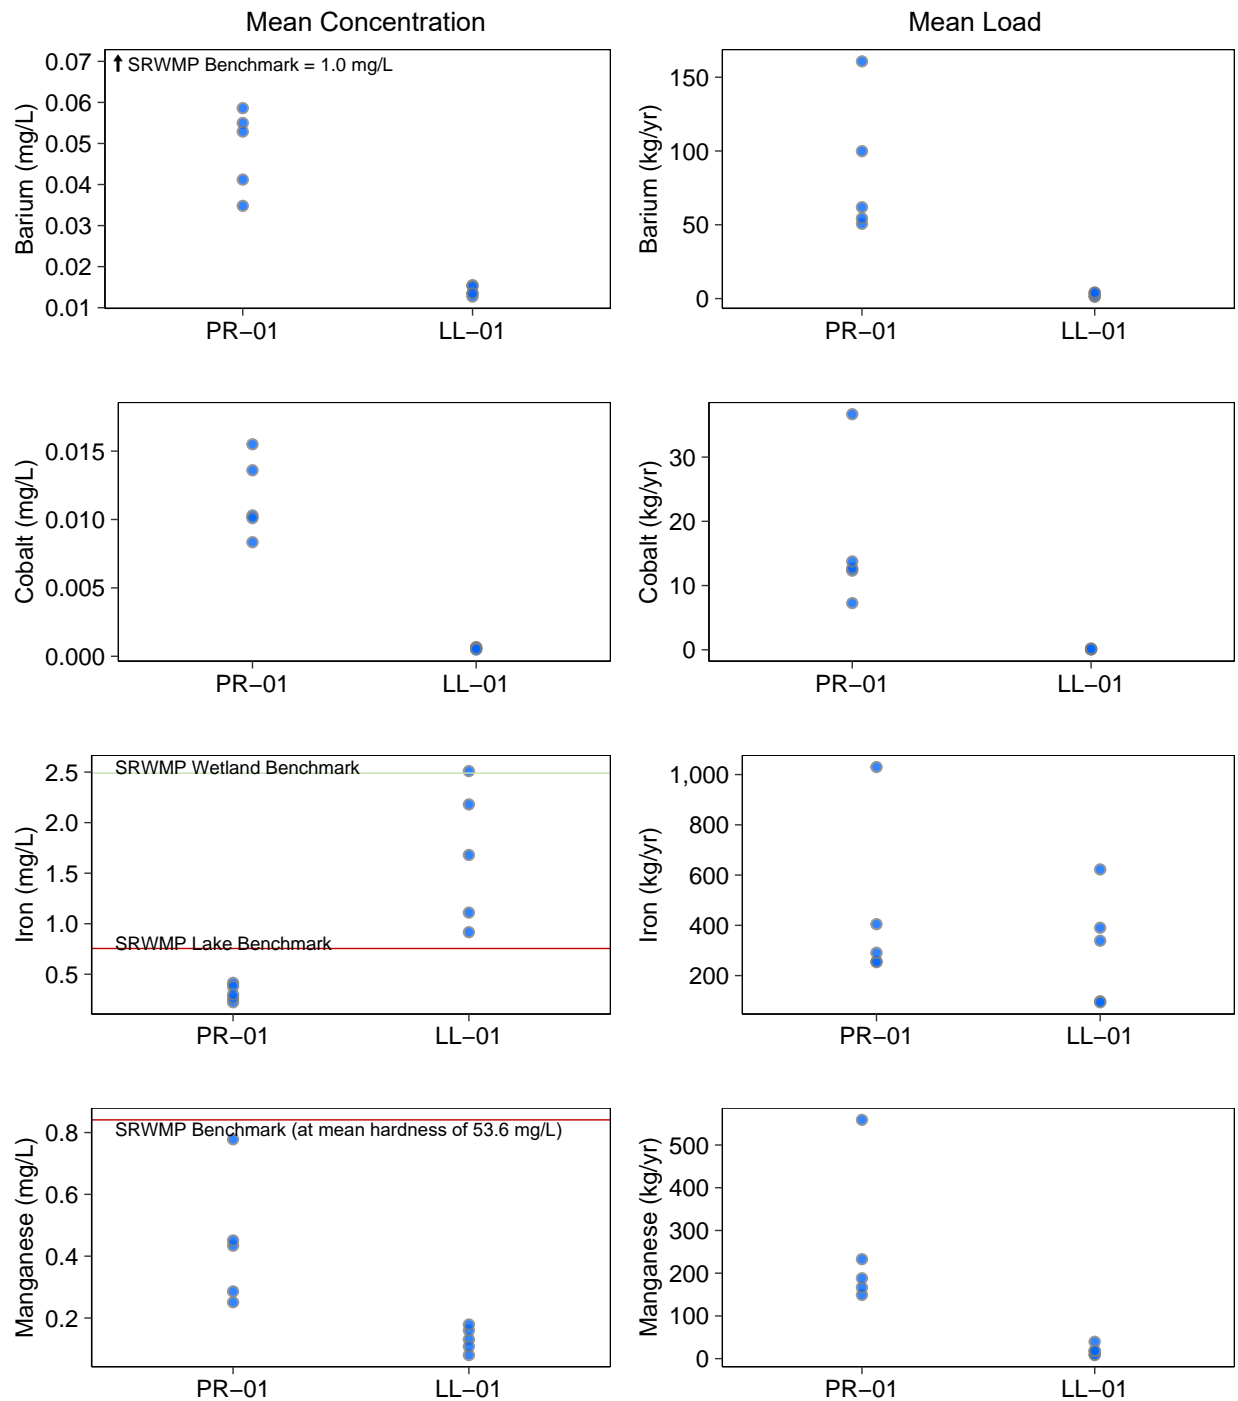 Mean Concentration
Mean Load
Barium (mg/L)
0.07
0.06
0.05
0.04
0.03
0.02
0.01
SRWMP Benchmark = 1.0 mg/L
PR−01
LL−01
Barium (kg/yr)
150
100
50
0
PR−01
LL−01
Cobalt (mg/L)
0.015
0.010
0.005
0.000
PR−01
LL−01
Cobalt (kg/yr)
30
20
10
0
PR−01
LL−01
Iron (mg/L)
2.5
2.0
1.5
1.0
0.5
SRWMP Wetland Benchmark
SRWMP Lake Benchmark
PR−01
LL−01
Iron (kg/yr)
1,000
800
600
400
200
PR−01
LL−01
Manganese (mg/L)
0.8
0.6
0.4
0.2
SRWMP Benchmark (at mean hardness of 53.6 mg/L)
PR−01
LL−01
Manganese (kg/yr)
500
400
300
200
100
0
PR−01
LL−01